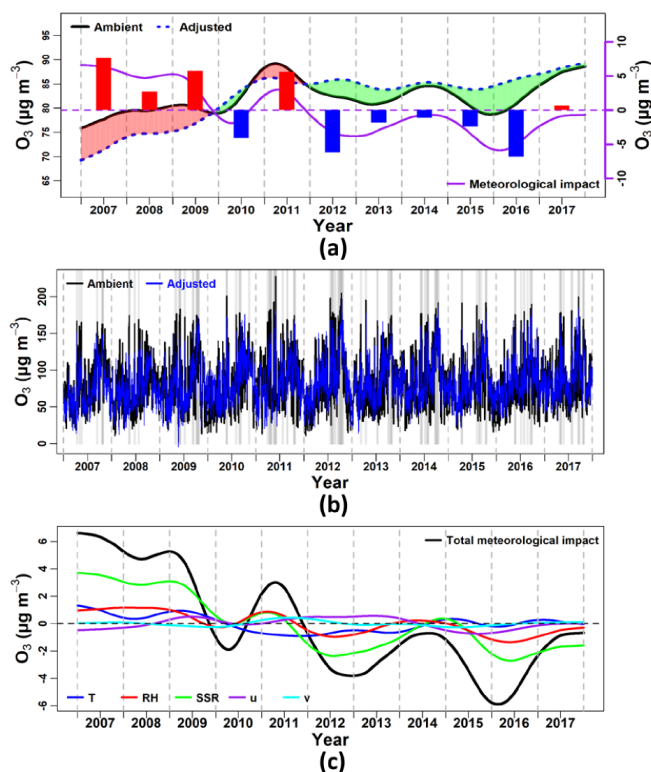 (a)
Ambient Adjusted
O3 (μg m−3)
95
90
85
80
75
70
65
10
5
0
-5
-10
O3 (μg m−3)
Meteorological impact
2007 2008 2009 2010 2011 2012 2013 2014 2015 2016 2017
Year
(a)
Ambient Adjusted
O3 (μg m−3)
200
150
100
50
0
2007 2008 2009 2010 2011 2012 2013 2014 2015 2016 2017
Year
(b)
Total meteorological impact
O3 (μg m−3)
6
4
2
0
-2
-4
-6
T RH SSR u v
2007 2008 2009 2010 2011 2012 2013 2014 2015 2016 2017
Year
(c)